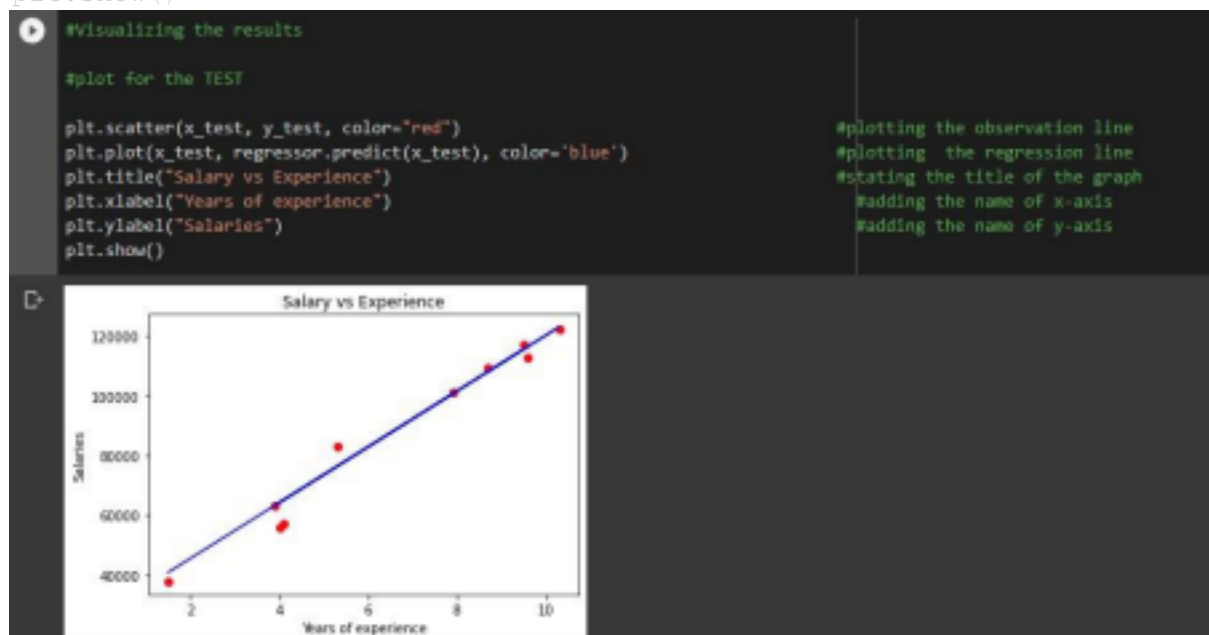 #Visualizing the results
#plot for the TEST
plt.scatter(x_test, y_test, color="red") #plotting the observation line
plt.plot(x_test, regressor.predict(x_test), color='blue') #plotting the regression line
plt.title("Salary vs Experience") #stating the title of the graph
plt.xlabel("Years of experience") #adding the name of x-axis
plt.ylabel("Salaries") #adding the name of y-axis
plt.show()
Salary vs Experience
120000
100000
80000
60000
40000
Salaries
2 4 6 8 10
Years of experience